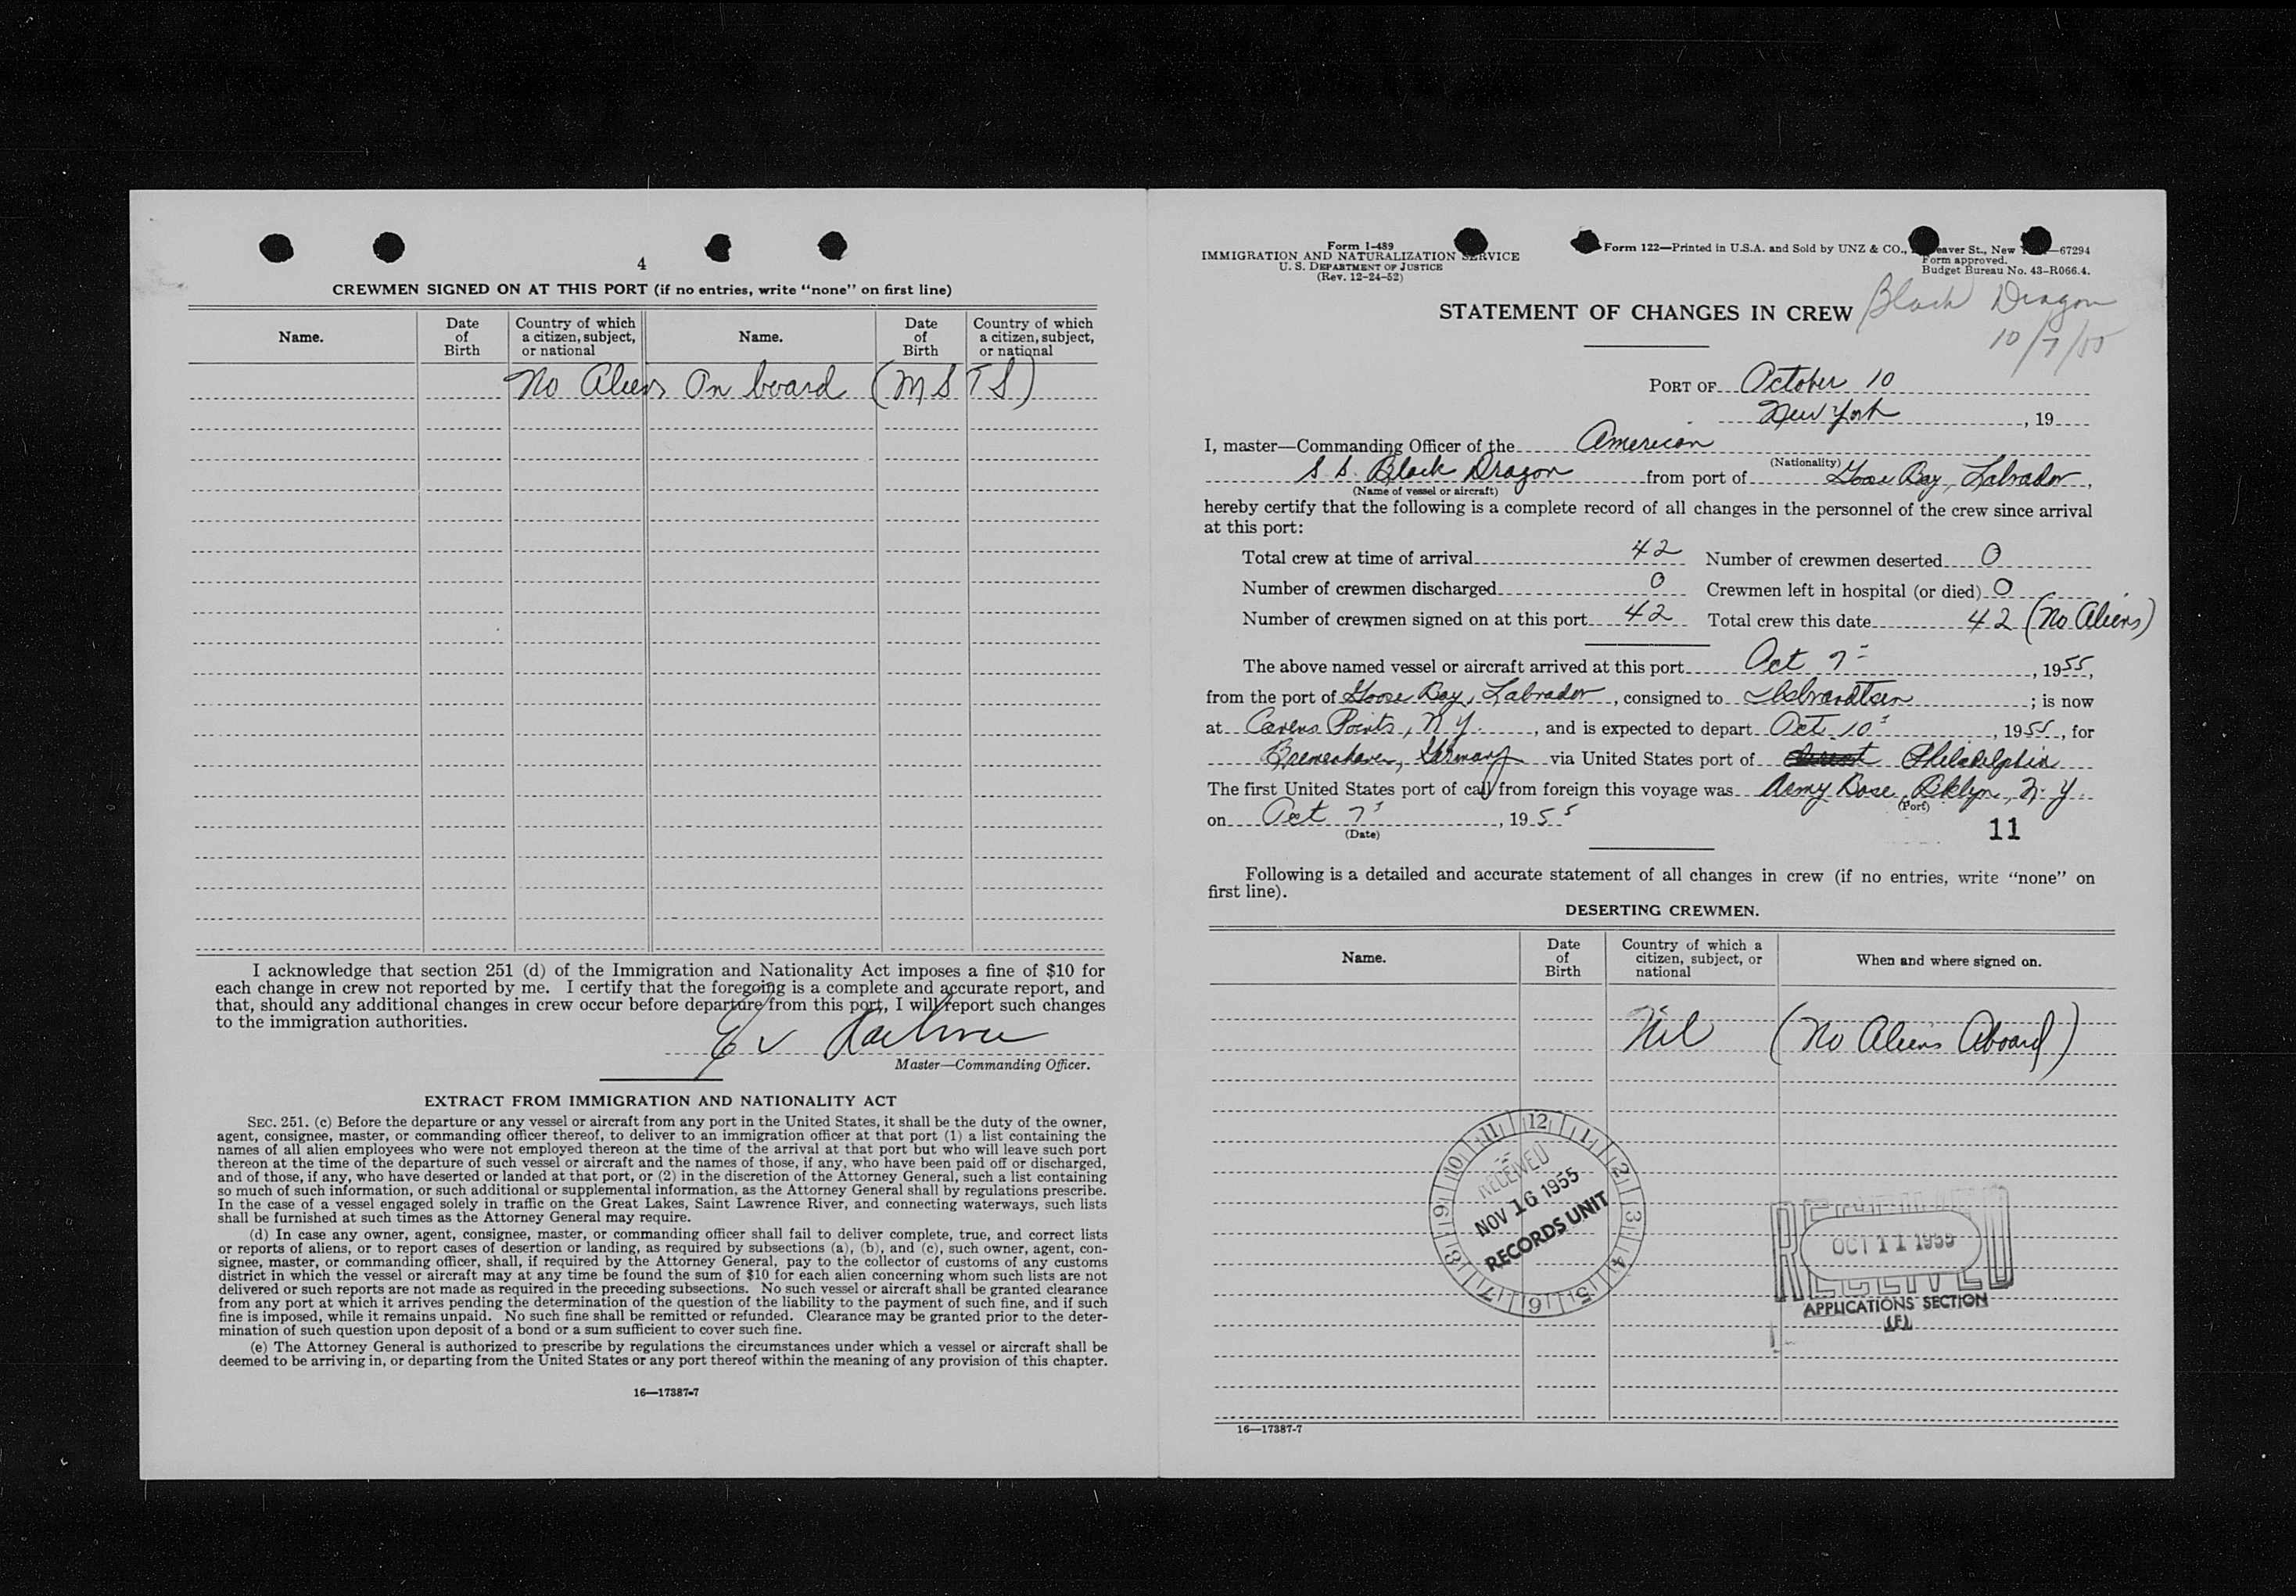 4
CREWMEN SIGNED ON AT THIS PORT (if no entries, write "none" on first line)
Name. Date of Birth Country of which a citizen, subject, or national Name. Date of Birth Country of which a citizen, subject, or national
No Aliens On board (M S T S)
I acknowledge that section 251 (d) of the Immigration and Nationality Act imposes a fine of $10 for
each change in crew not reported by me. I certify that the foregoing is a complete and accurate report, and
that, should any additional changes in crew occur before departure from this port, I will report such changes
to the immigration authorities.
Master—Commanding Officer.
EXTRACT FROM IMMIGRATION AND NATIONALITY ACT
SEC. 251. (c) Before the departure or any vessel or aircraft from any port in the United States, it shall be the duty of the owner,
agent, consignee, master, or commanding officer thereof, to deliver to an immigration officer at that port (1) a list containing the
names of all alien employees who were not employed thereon at the time of the arrival at that port but who will leave such port
thereon at the time of the departure of such vessel or aircraft and the names of those, if any, who have been paid off or discharged,
and of those, if any, who have deserted or landed at that port, or (2) in the discretion of the Attorney General, such a list containing
so much of such information, or such additional or supplemental information, as the Attorney General shall by regulations prescribe.
In the case of a vessel engaged solely in traffic on the Great Lakes, Saint Lawrence River, and connecting waterways, such lists
shall be furnished at such times as the Attorney General may require.
(d) In case any owner, agent, consignee, master, or commanding officer shall fail to deliver complete, true, and correct lists
or reports of aliens, or to report cases of desertion or landing, as required by subsections (a), (b), and (c), such owner, agent, con-
signee, master, or commanding officer, shall, if required by the Attorney General, pay to the collector of customs of any customs
district in which the vessel or aircraft may at any time be found the sum of $10 for each alien concerning whom such lists are not
delivered or such reports are not made as required in the preceding subsections. No such vessel or aircraft shall be granted clearance
from any port at which it arrives pending the determination of the question of the liability to the payment of such fine, and if such
fine is imposed, while it remains unpaid. No such fine shall be remitted or refunded. Clearance may be granted prior to the deter-
mination of such question upon deposit of a bond or a sum sufficient to cover such fine.
(e) The Attorney General is authorized to prescribe by regulations the circumstances under which a vessel or aircraft shall be
deemed to be arriving in, or departing from the United States or any port thereof within the meaning of any provision of this chapter.
16—17387-7
Form I-489
IMMIGRATION AND NATURALIZATION SERVICE
U. S. DEPARTMENT OF JUSTICE
(Rev. 12-24-52)
Form 122—Printed in U.S.A. and Sold by UNZ & CO., eaver St., New —67294
Form approved.
Budget Bureau No. 43-R066.4.
STATEMENT OF CHANGES IN CREW Black Dragon
10/7/55
PORT OF October 10
New York, 19
I, master—Commanding Officer of the American
(Nationality)
S S. Black Dragon from port of Goose Bay, Labrador,
(Name of vessel or aircraft)
hereby certify that the following is a complete record of all changes in the personnel of the crew since arrival
at this port:
Total crew at time of arrival 42 Number of crewmen deserted 0
Number of crewmen discharged 0 Crewmen left in hospital (or died) 0
Number of crewmen signed on at this port 42 Total crew this date 42 (No Aliens)
The above named vessel or aircraft arrived at this port Oct 7, 1955,
from the port of Goose Bay, Labrador, consigned to Isbrandtsen; is now
at Cavens Points, N Y., and is expected to depart Oct. 10, 1955, for
Bremenhaven, Germany via United States port of Philadelphia
The first United States port of call from foreign this voyage was Army Base, Bklyn, N. Y.
(Port)
on Oct 7, 1955
(Date)
11
Following is a detailed and accurate statement of all changes in crew (if no entries, write "none" on
first line).
DESERTING CREWMEN.
Name. Date of Birth Country of which a citizen, subject, or national When and where signed on.
Nil (No Aliens Aboard)
12 1 2 3 4 5 6 7 8 9 10 11
RECEIVED
NOV 16 1955
RECORDS UNIT
RECEIVED
OCT 11 1955
APPLICATIONS SECTION
16—17387-7